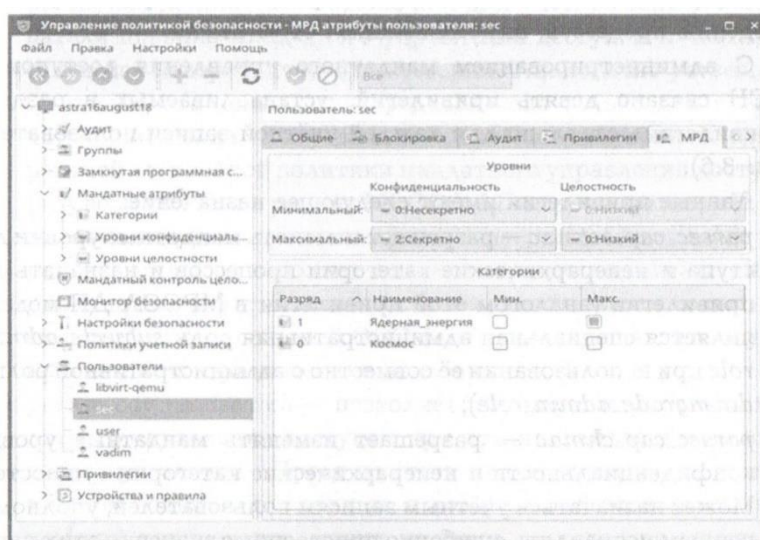 Управление политикой безопасности - МРД атрибуты пользователя: sec
Файл Правка Настройки Помощь
Все
astra16august18
Аудит
Группы
Замкнутая программная с...
Мандатные атрибуты
Категории
Уровни конфиденциаль
Уровни целостности
Мандатный контроль цело...
Монитор безопасности
Настройки безопасности
Политики учетной записи
Пользователи
libvirt-qemu
sec
user
vadim
Привилегии
Устройства и правила
Пользователь: sec
Общие Блокировка Аудит Привилегии МРД
Уровни
Конфиденциальность Целостность
Минимальный: 0:Несекретно 0:Низкий
Максимальный: 2:Секретно 0:Низкий
Категории
Разряд Наименование Мин. Макс.
1 Ядерная_энергия
0 Космос